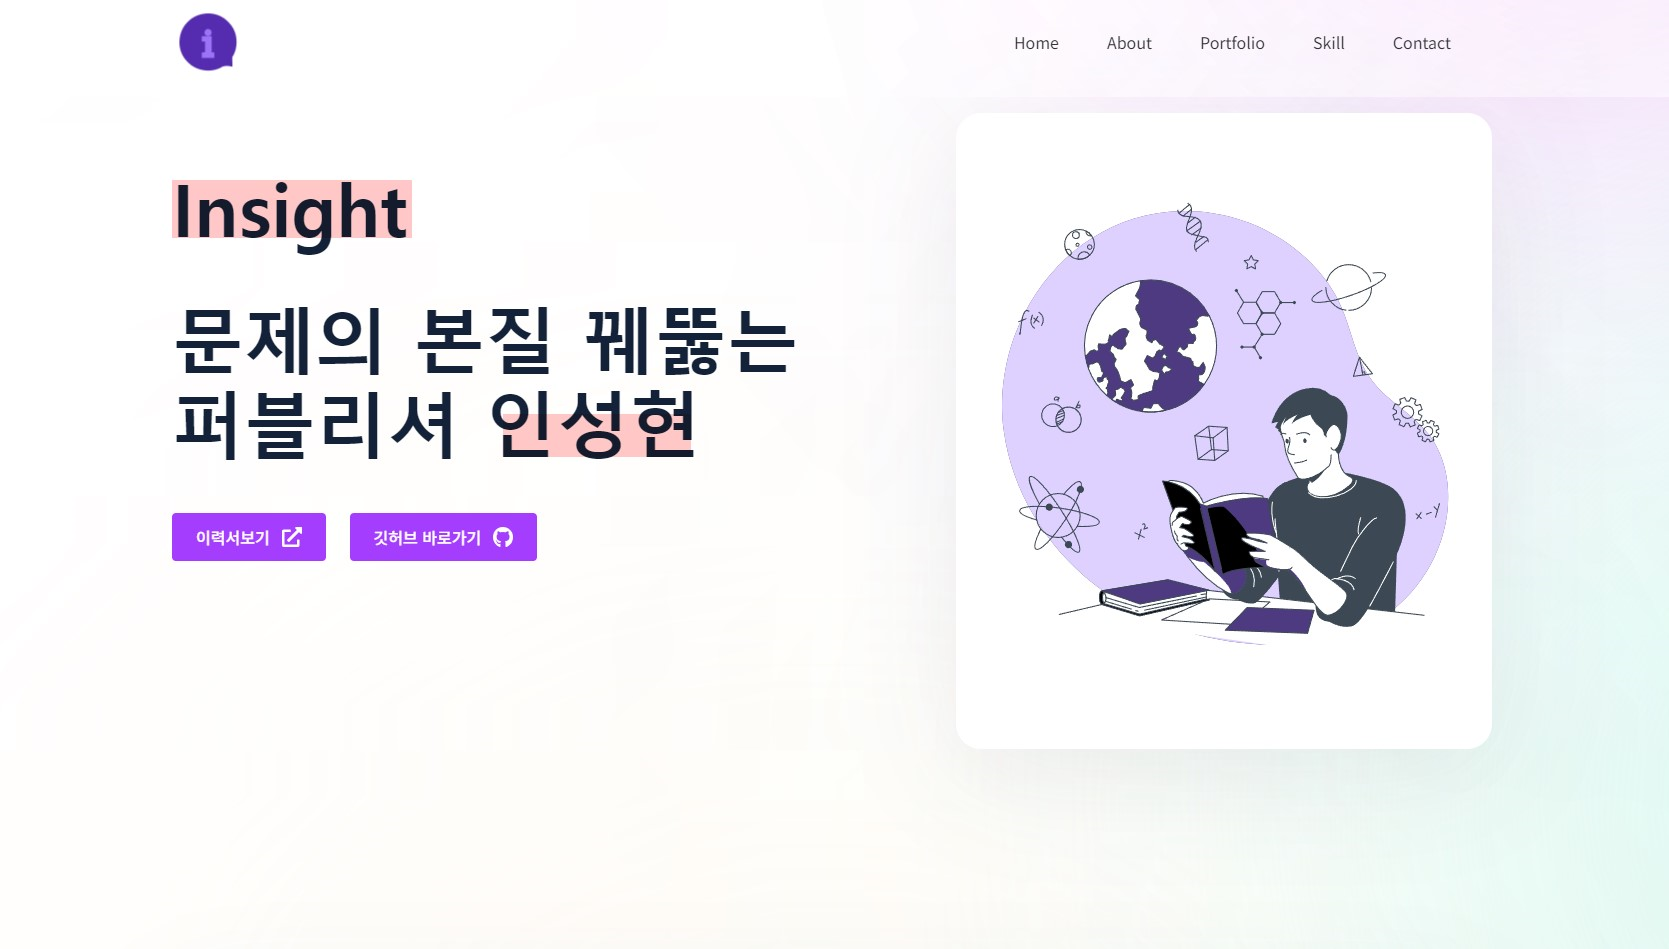 i
Home
About
Portfolio
Skill
Contact
Insight
문제의 본질 꿰뚫는
퍼블리셔 인성현
이력서보기
깃허브 바로가기
f(x)
a
b
x²
x-y